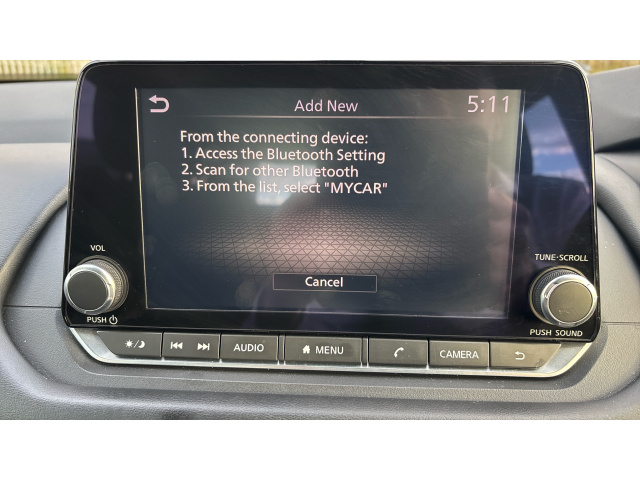 Add New
5:11
From the connecting device:
1. Access the Bluetooth Setting
2. Scan for other Bluetooth
3. From the list, select "MYCAR"
Cancel
VOL
PUSH
TUNE·SCROLL
PUSH SOUND
AUDIO
MENU
CAMERA